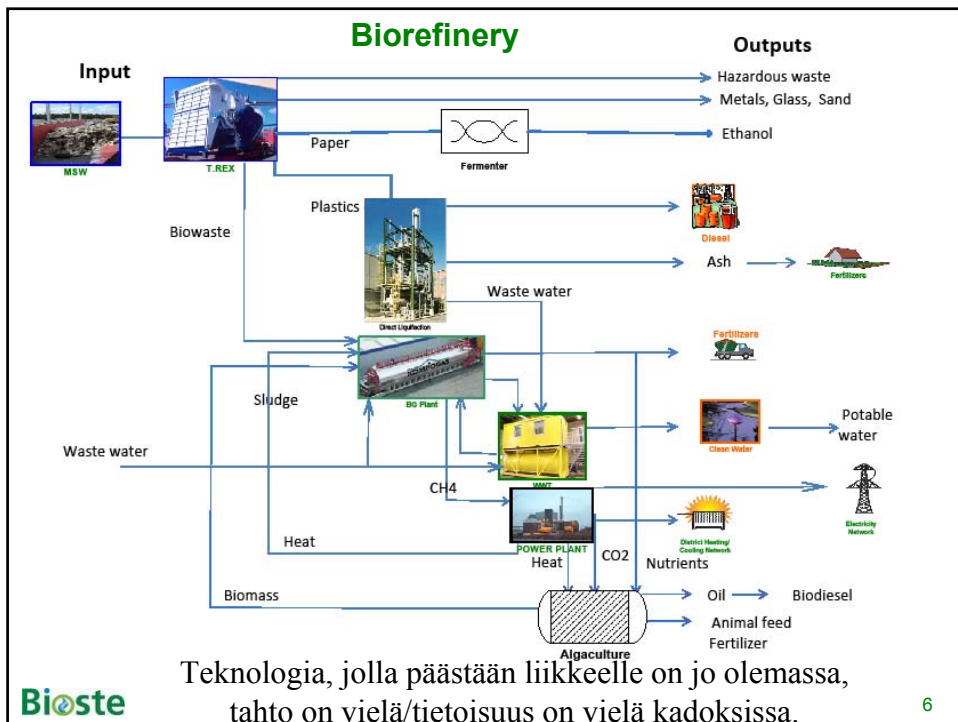 Biorefinery
Outputs
Input
Hazardous waste
Metals, Glass, Sand
MSW
T.REX
Paper
Fermenter
Ethanol
Plastics
Diesel
Biowaste
Ash
Fertilizers
Waste water
Direct Liquifaction
Fertilizers
Sludge
BG Plant
Potable
water
Clean Water
Waste water
WWT
CH4
Electricity
Network
Heat
POWER PLANT
District Heating/
Cooling Network
Heat
CO2
Nutrients
Biomass
Oil
Biodiesel
Animal feed
Fertilizer
Algaculture
Teknologia, jolla päästään liikkeelle on jo olemassa,
tahto on vielä/tietoisuus on vielä kadoksissa.
Bioste
6